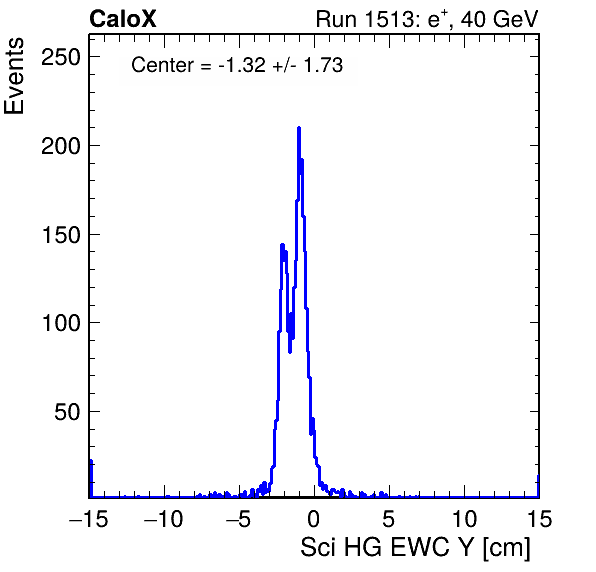 CaloX Run 1513: e⁺, 40 GeV
Center = -1.32 +/- 1.73
Events
250
200
150
100
50
−15 −10 −5 0 5 10 15
Sci HG EWC Y [cm]